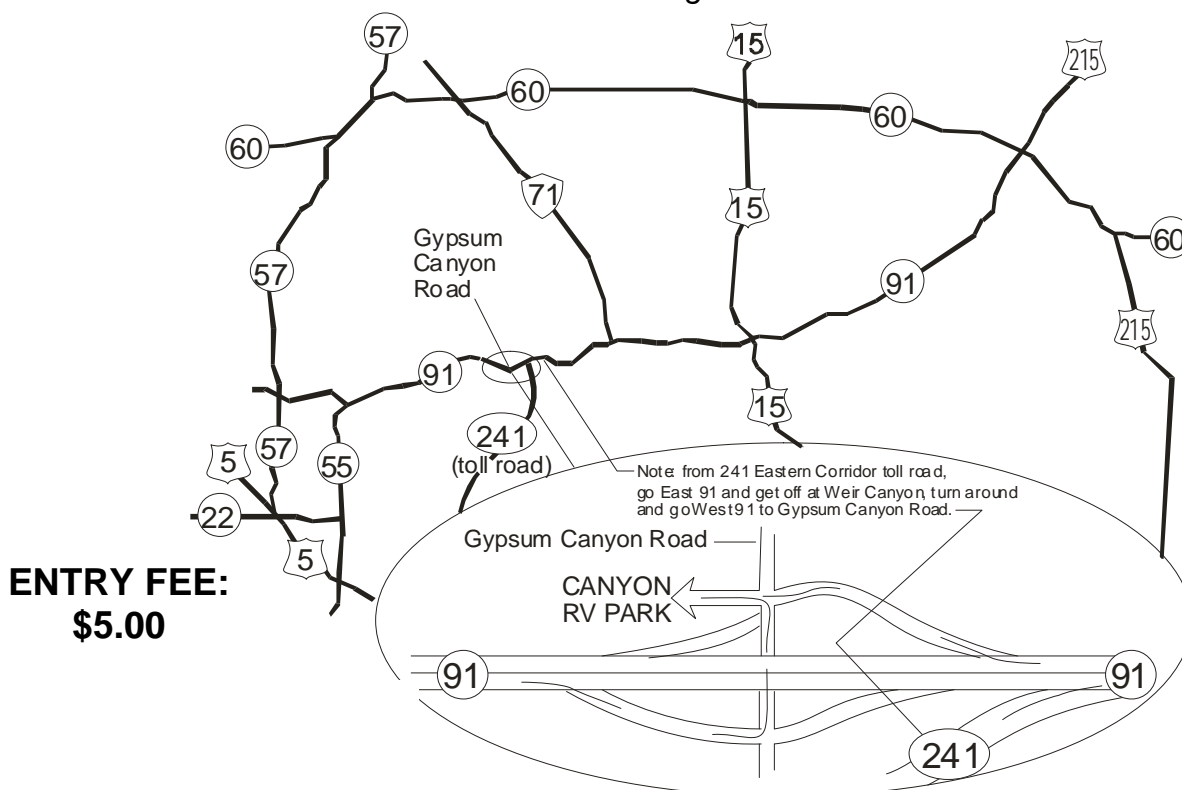 57
15
215
60
60
60
71
15
Gypsum
Canyon
Road
60
57
91
215
91
15
241
(toll road)
57
5
55
Note: from 241 Eastern Corridor toll road,
go East 91 and get off at Weir Canyon, turn around
and go West 91 to Gypsum Canyon Road.
22
Gypsum Canyon Road
5
ENTRY FEE:
$5.00
CANYON
RV PARK
91
91
241